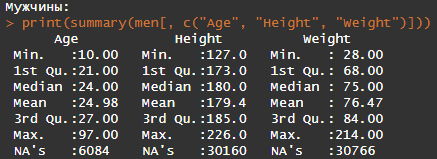 Мужчины:
> print(summary(men[, c("Age", "Height", "Weight")]))
Age Height Weight
Min. :10.00 Min. :127.0 Min. : 28.00
1st Qu.:21.00 1st Qu.:173.0 1st Qu.: 68.00
Median :24.00 Median :180.0 Median : 75.00
Mean :24.98 Mean :179.4 Mean : 76.47
3rd Qu.:27.00 3rd Qu.:185.0 3rd Qu.: 84.00
Max. :97.00 Max. :226.0 Max. :214.00
NA's :6084 NA's :30160 NA's :30766